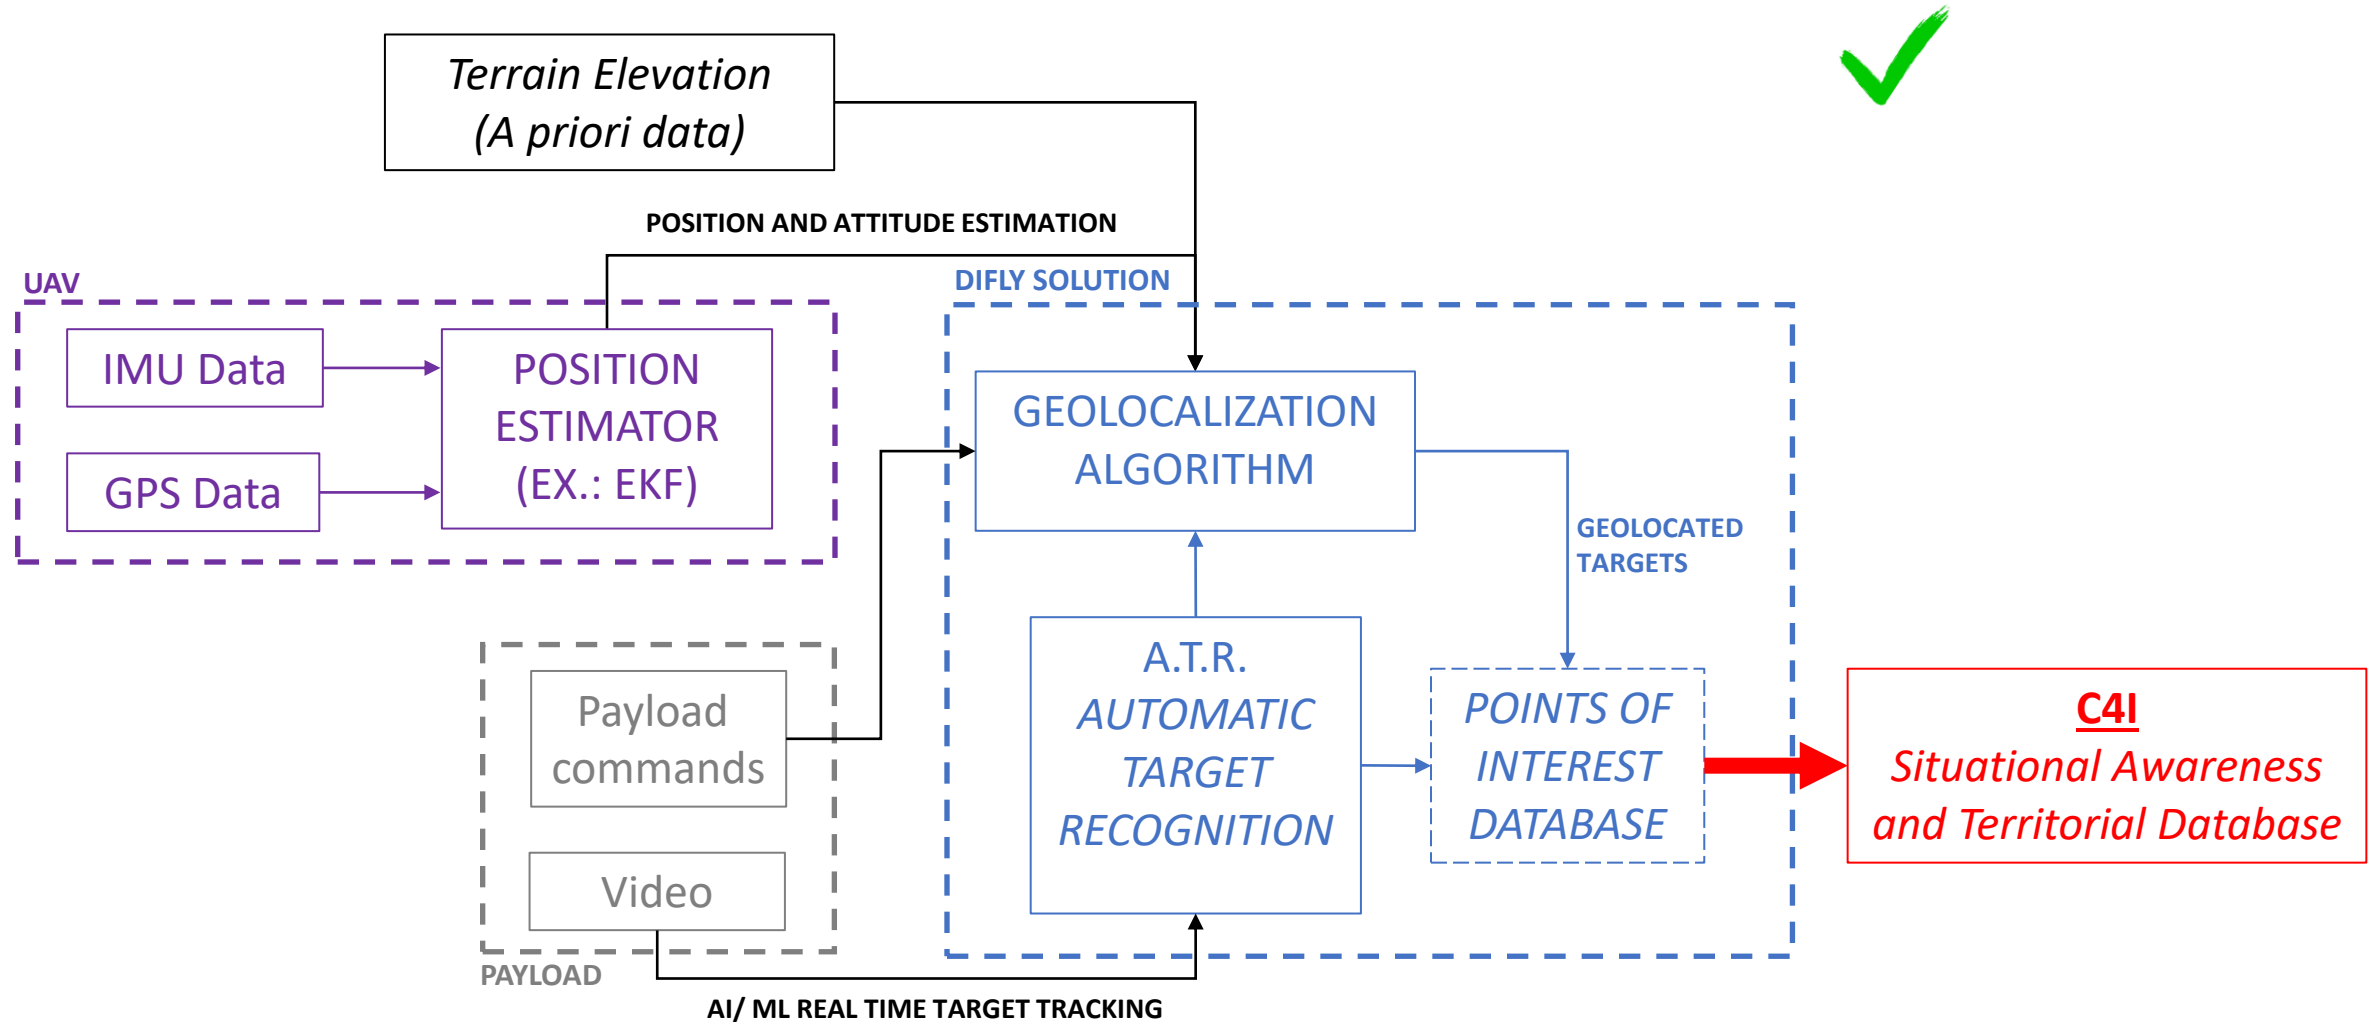 Terrain Elevation
(A priori data)
POSITION AND ATTITUDE ESTIMATION
UAV
IMU Data
GPS Data
POSITION
ESTIMATOR
(EX.: EKF)
DIFLY SOLUTION
GEOLOCALIZATION
ALGORITHM
GEOLOCATED
TARGETS
Payload
commands
Video
PAYLOAD
A.T.R.
AUTOMATIC
TARGET
RECOGNITION
POINTS OF
INTEREST
DATABASE
C4I
Situational Awareness
and Territorial Database
AI/ ML REAL TIME TARGET TRACKING